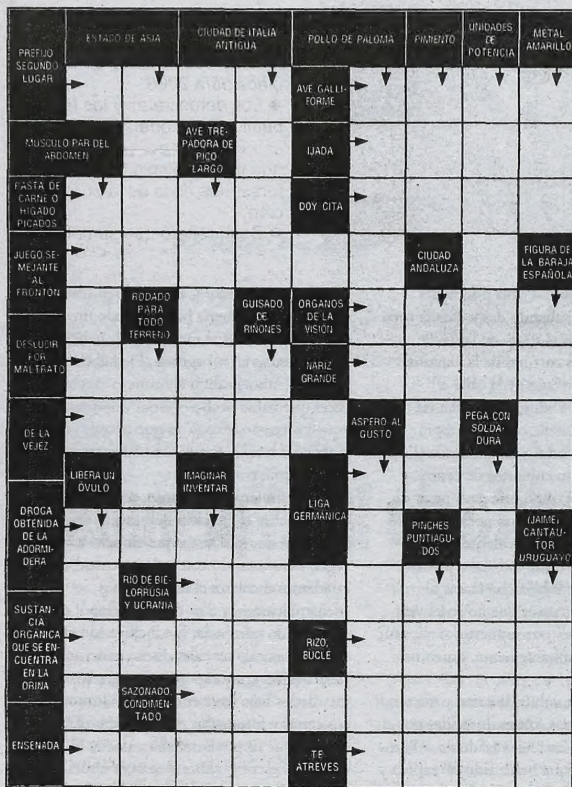 PREFIJO
SEGUNDO
LUGAR
ESTADO DE ASIA
CIUDAD DE ITALIA
ANTIGUA
POLLO DE PALOMA
PIMIENTO
UNIDADES
DE
POTENCIA
METAL
AMARILLO
AVE GALLI-
FORME
MUSCULO PAR DEL
ABDOMEN
AVE TRE-
PADORA DE
PICO
LARGO
IJADA
PASTA DE
CARNE O
HIGADO
PICADOS
DOY CITA
JUEGO SE-
MEJANTE
AL
FRONTON
CIUDAD
ANDALUZA
FIGURA DE
LA BARAJA
ESPAÑOLA
RODADO
PARA
TODO
TERRENO
GUISADO
DE
RIÑONES
ORGANOS
DE LA
VISION
DESLUCIR
POR
MALTRATO
NARIZ
GRANDE
DE LA
VEJEZ
ASPERO AL
GUSTO
PEGA CON
SOLDA-
DURA
LIBERA UN
ÓVULO
IMAGINAR
INVENTAR
LIGA
GERMANICA
DROGA
OBTENIDA
DE LA
ADORMI-
DERA
PINCHES
PUNTIAGU-
DOS
(JAIME)
CANTAU-
TOR
URUGUAYO
RIO DE BIE-
LORRUSIA
Y UCRANIA
SUSTAN-
CIA
ORGANICA
QUE SE EN-
CUENTRA
EN LA
ORINA
RIZO,
BUCLE
SAZONADO,
CONDIMEN-
TADO
ENSENADA
TE
ATREVES